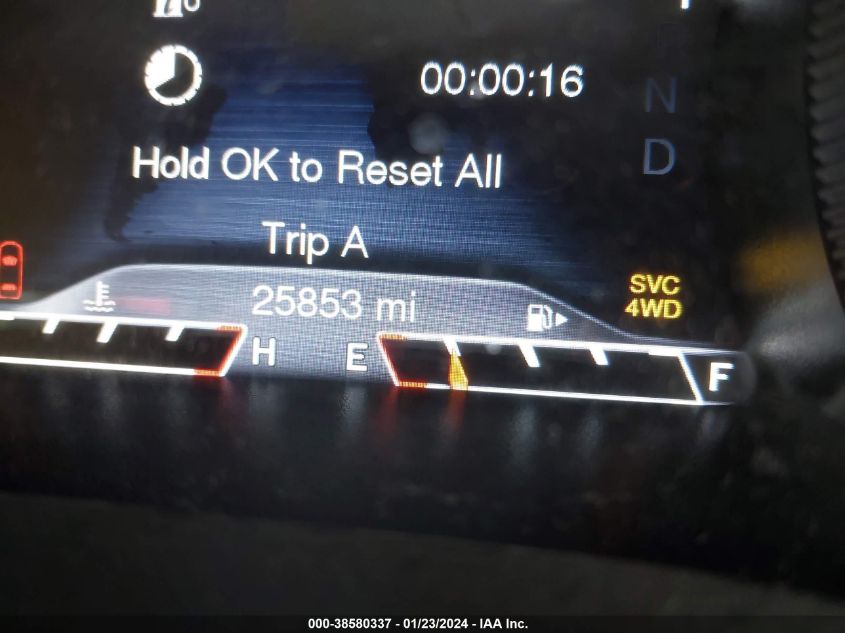 00:00:16
R
N
Hold OK to Reset All
D
Trip A
SVC
4WD
25853 mi
H
E
F
000-38580337 - 01/23/2024 - IAA Inc.